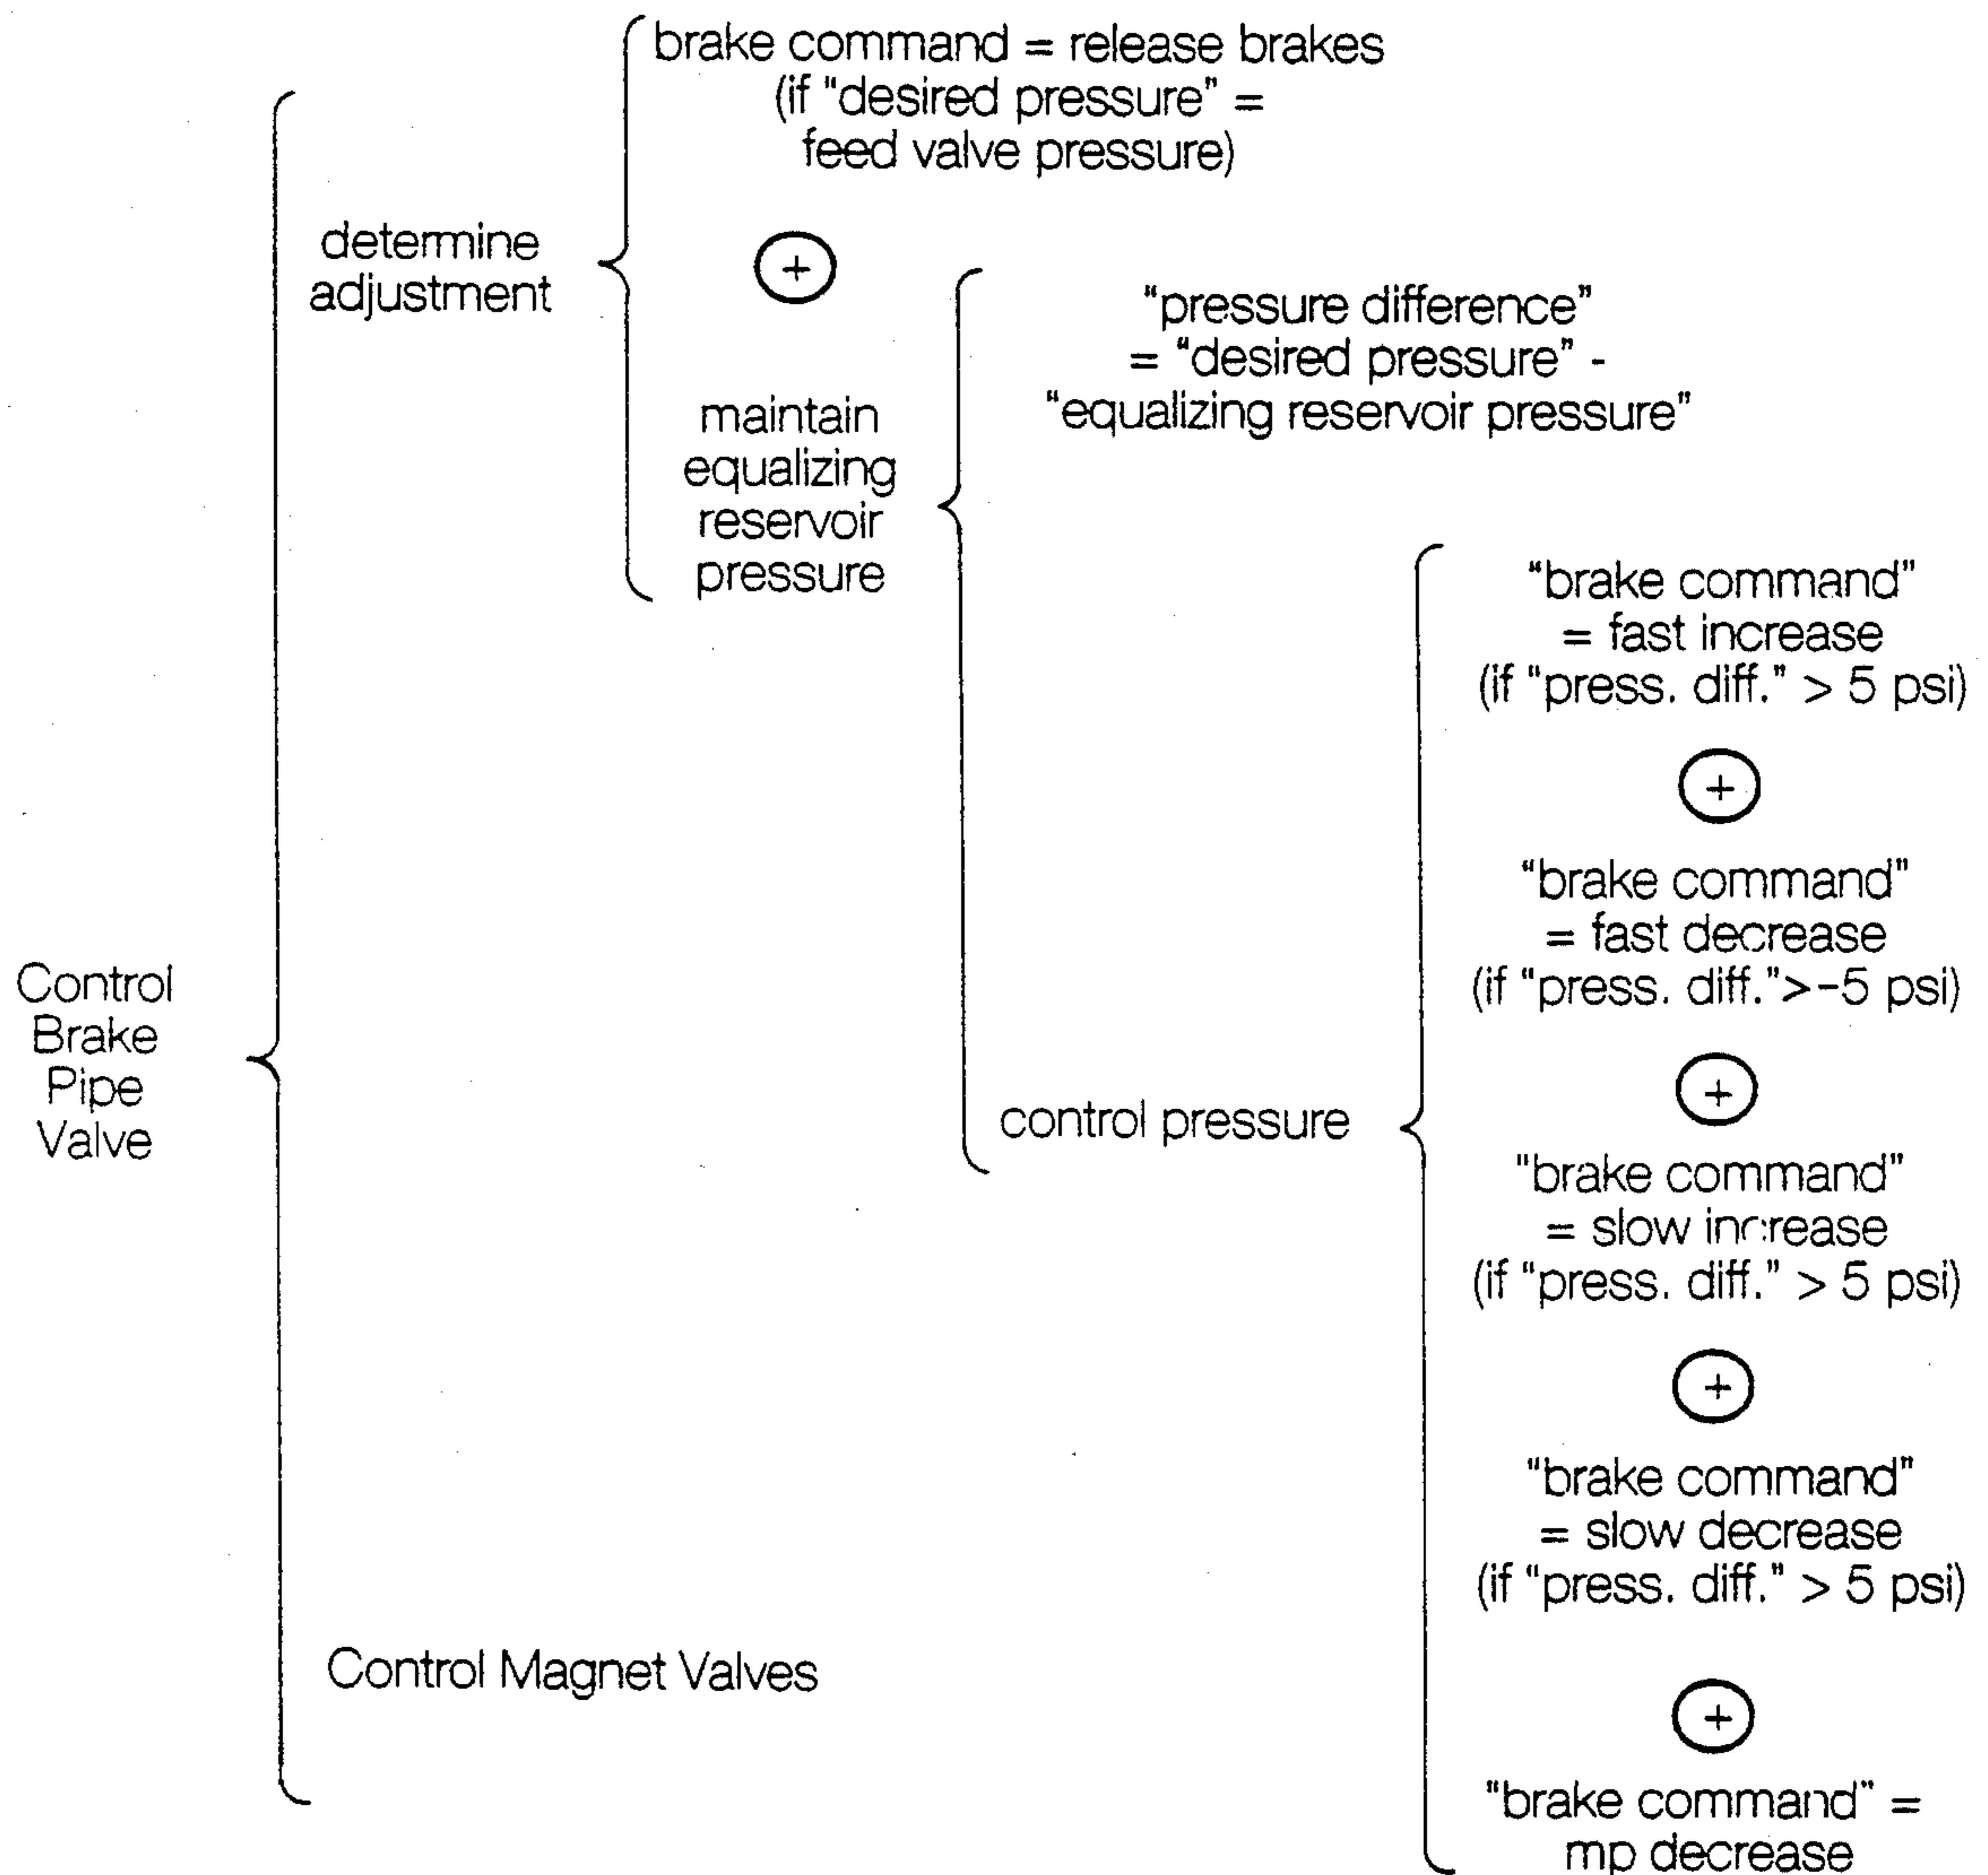 brake command = release brakes
(if "desired pressure" =
feed valve pressure)
determine
adjustment
+
"pressure difference"
= "desired pressure" -
"equalizing reservoir pressure"
maintain
equalizing
reservoir
pressure
"brake command"
= fast increase
(if "press. diff." > 5 psi)
+
"brake command"
= fast decrease
(if "press. diff.">-5 psi)
Control
Brake
Pipe
Valve
+
control pressure
"brake command"
= slow increase
(if "press. diff." > 5 psi)
+
"brake command"
= slow decrease
(if "press. diff." > 5 psi)
Control Magnet Valves
+
"brake command" =
mp decrease